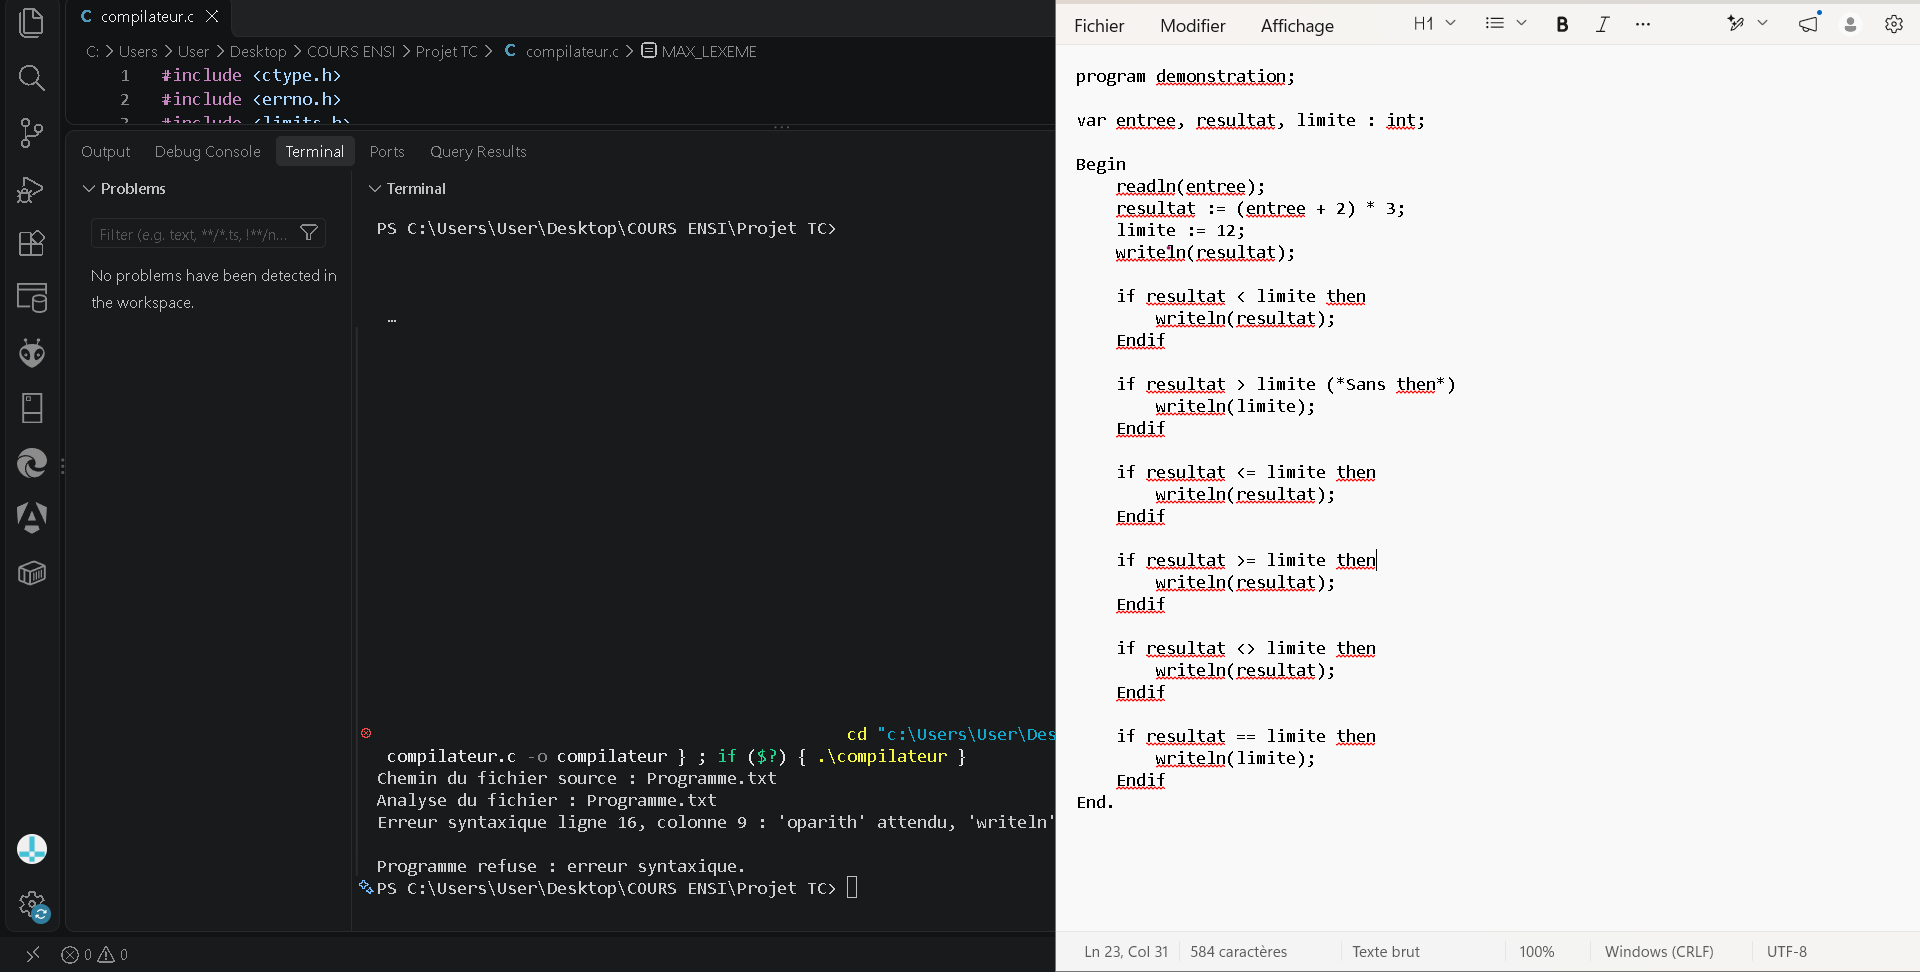 compilateur.c
C: > Users > User > Desktop > COURS ENSI > Projet TC > C compilateur.c > MAX_LEXEME
1 #include <ctype.h>
2 #include <errno.h>
3 #include <limits.h>
Output Debug Console Terminal Ports Query Results
Problems
Filter (e.g. text, **/*.ts, !**/n...
No problems have been detected in
the workspace.
Terminal
PS C:\Users\User\Desktop\COURS ENSI\Projet TC>
…
cd "c:\Users\User\Des
compilateur.c -o compilateur } ; if ($?) { .\compilateur }
Chemin du fichier source : Programme.txt
Analyse du fichier : Programme.txt
Erreur syntaxique ligne 16, colonne 9 : 'oparith' attendu, 'writeln'
Programme refuse : erreur syntaxique.
PS C:\Users\User\Desktop\COURS ENSI\Projet TC>
0 0
Fichier Modifier Affichage H1 B I ...
program demonstration;
var entree, resultat, limite : int;
Begin
readln(entree);
resultat := (entree + 2) * 3;
limite := 12;
writeln(resultat);
if resultat < limite then
writeln(resultat);
Endif
if resultat > limite (*Sans then*)
writeln(limite);
Endif
if resultat <= limite then
writeln(resultat);
Endif
if resultat >= limite then
writeln(resultat);
Endif
if resultat <> limite then
writeln(resultat);
Endif
if resultat == limite then
writeln(limite);
Endif
End.
Ln 23, Col 31 584 caractères Texte brut 100% Windows (CRLF) UTF-8